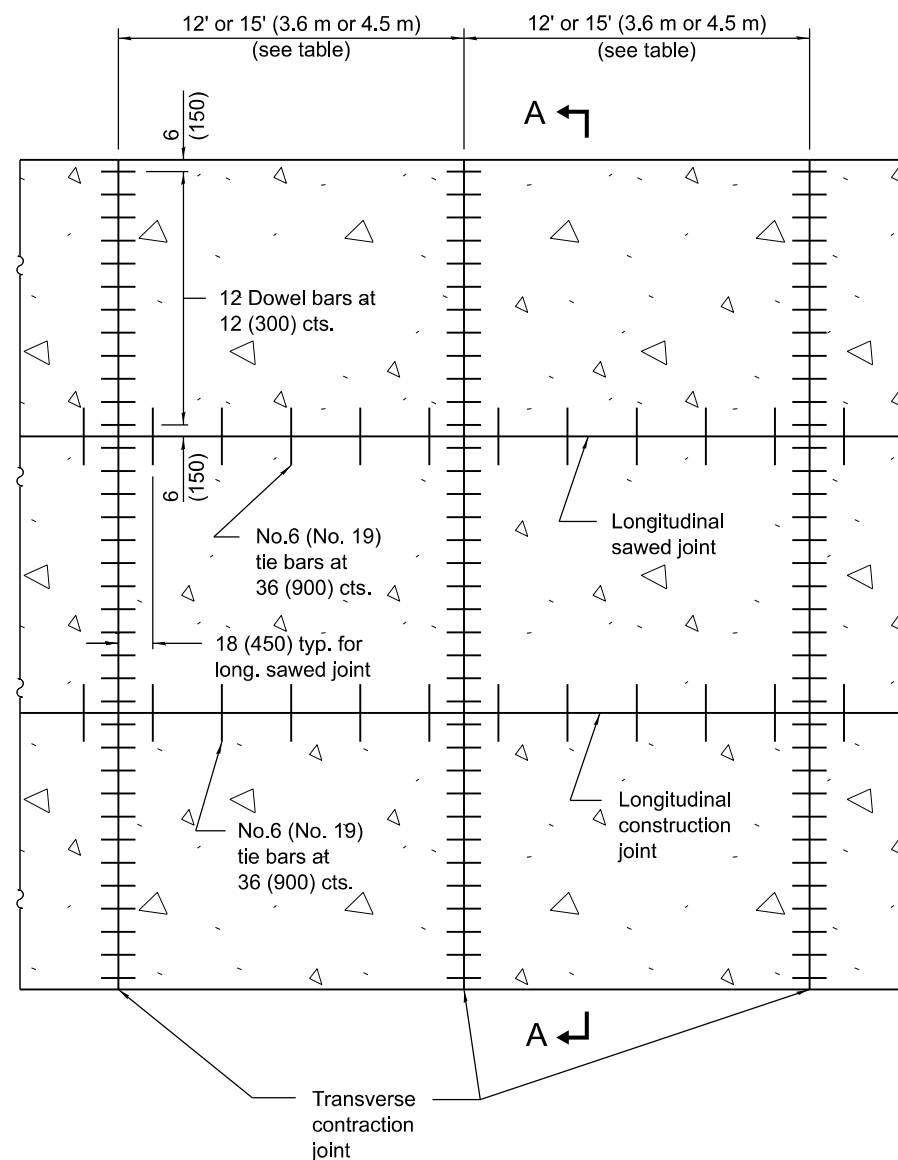 12' or 15' (3.6 m or 4.5 m)
(see table)
12' or 15' (3.6 m or 4.5 m)
(see table)
6
(150)
A
12 Dowel bars at
12 (300) cts.
6
(150)
No.6 (No. 19)
tie bars at
36 (900) cts.
Longitudinal
sawed joint
18 (450) typ. for
long. sawed joint
No.6 (No. 19)
tie bars at
36 (900) cts.
Longitudinal
construction
joint
A
Transverse
contraction
joint